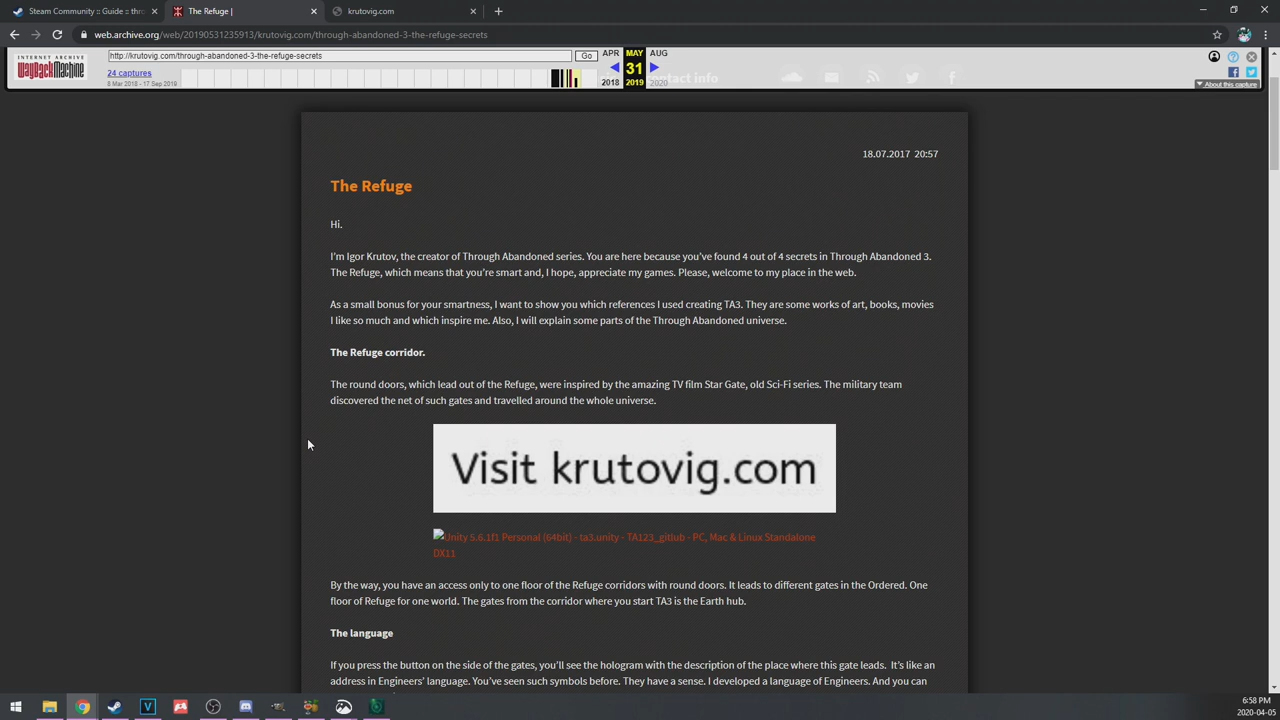 Steam Community :: Guide :: thro
The Refuge |
krutovig.com
web.archive.org/web/20190531235913/krutovig.com/through-abandoned-3-the-refuge-secrets
INTERNET ARCHIVE
WayBackMachine
http://krutovig.com/through-abandoned-3-the-refuge-secrets
Go
APR MAY AUG
24 captures
31
8 Mar 2018 - 17 Sep 2019
2018 2019 2020
contact info
About this capture
18.07.2017 20:57
The Refuge
Hi.
I'm Igor Krutov, the creator of Through Abandoned series. You are here because you've found 4 out of 4 secrets in Through Abandoned 3.
The Refuge, which means that you're smart and, I hope, appreciate my games. Please, welcome to my place in the web.
As a small bonus for your smartness, I want to show you which references I used creating TA3. They are some works of art, books, movies
I like so much and which inspire me. Also, I will explain some parts of the Through Abandoned universe.
The Refuge corridor.
The round doors, which lead out of the Refuge, were inspired by the amazing TV film Star Gate, old Sci-Fi series. The military team
discovered the net of such gates and travelled around the whole universe.
Visit krutovig.com
Unity 5.6.1f1 Personal (64bit) - ta3.unity - TA123_gitlub - PC, Mac & Linux Standalone
DX11
By the way, you have an access only to one floor of the Refuge corridors with round doors. It leads to different gates in the Ordered. One
floor of Refuge for one world. The gates from the corridor where you start TA3 is the Earth hub.
The language
If you press the button on the side of the gates, you'll see the hologram with the description of the place where this gate leads. It's like an
address in Engineers' language. You've seen such symbols before. They have a sense. I developed a language of Engineers. And you can
6:58 PM
2020-04-05